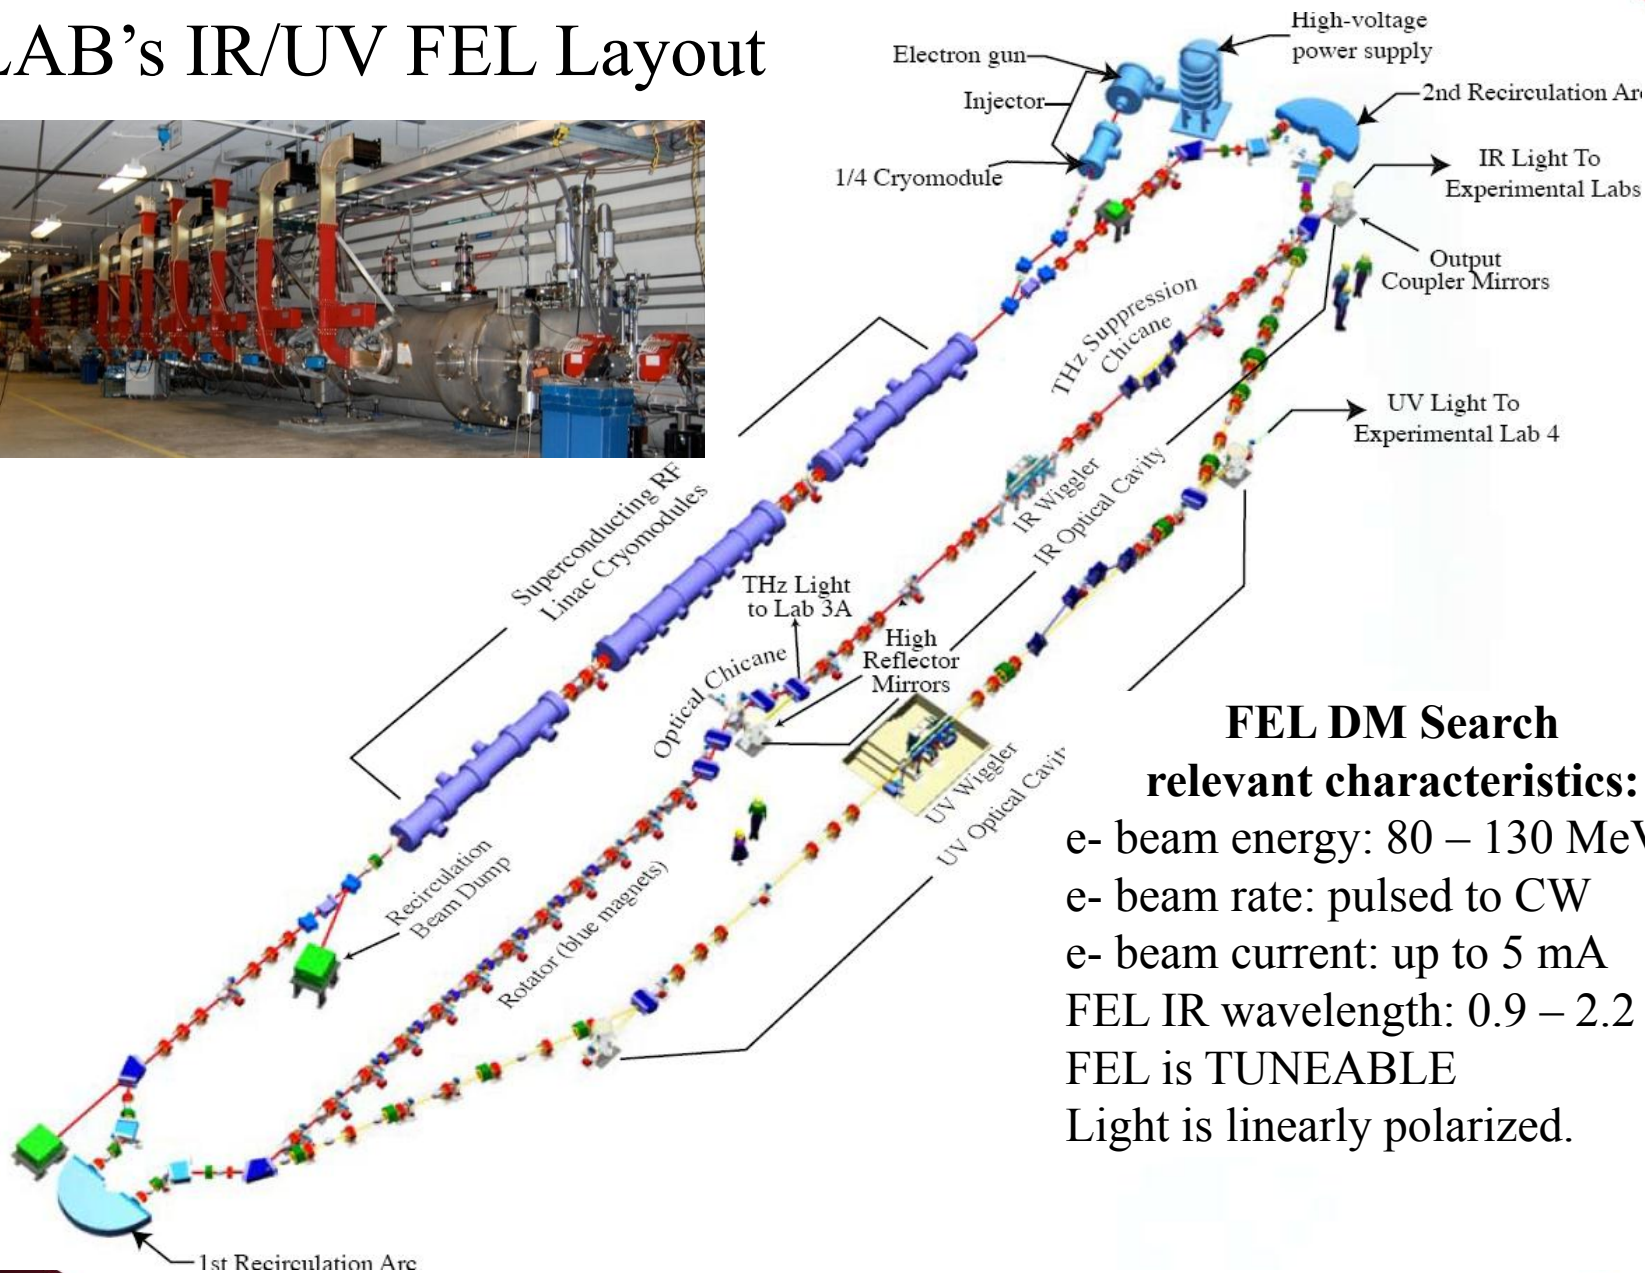 LAB’s IR/UV FEL Layout
High-voltage
power supply
Electron gun
Injector
2nd Recirculation Ar
1/4 Cryomodule
IR Light To
Experimental Labs
Output
Coupler Mirrors
THz Suppression
Chicane
UV Light To
Experimental Lab 4
IR Wiggler
IR Optical Cavity
Superconducting RF
Linac Cryomodules
THz Light
to Lab 3A
High
Reflector
Mirrors
Optical Chicane
UV Wiggler
UV Optical Cavity
Recirculation
Beam Dump
Rotator (blue magnets)
1st Recirculation Arc
FEL DM Search
relevant characteristics:
e- beam energy: 80 – 130 MeV
e- beam rate: pulsed to CW
e- beam current: up to 5 mA
FEL IR wavelength: 0.9 – 2.2
FEL is TUNEABLE
Light is linearly polarized.